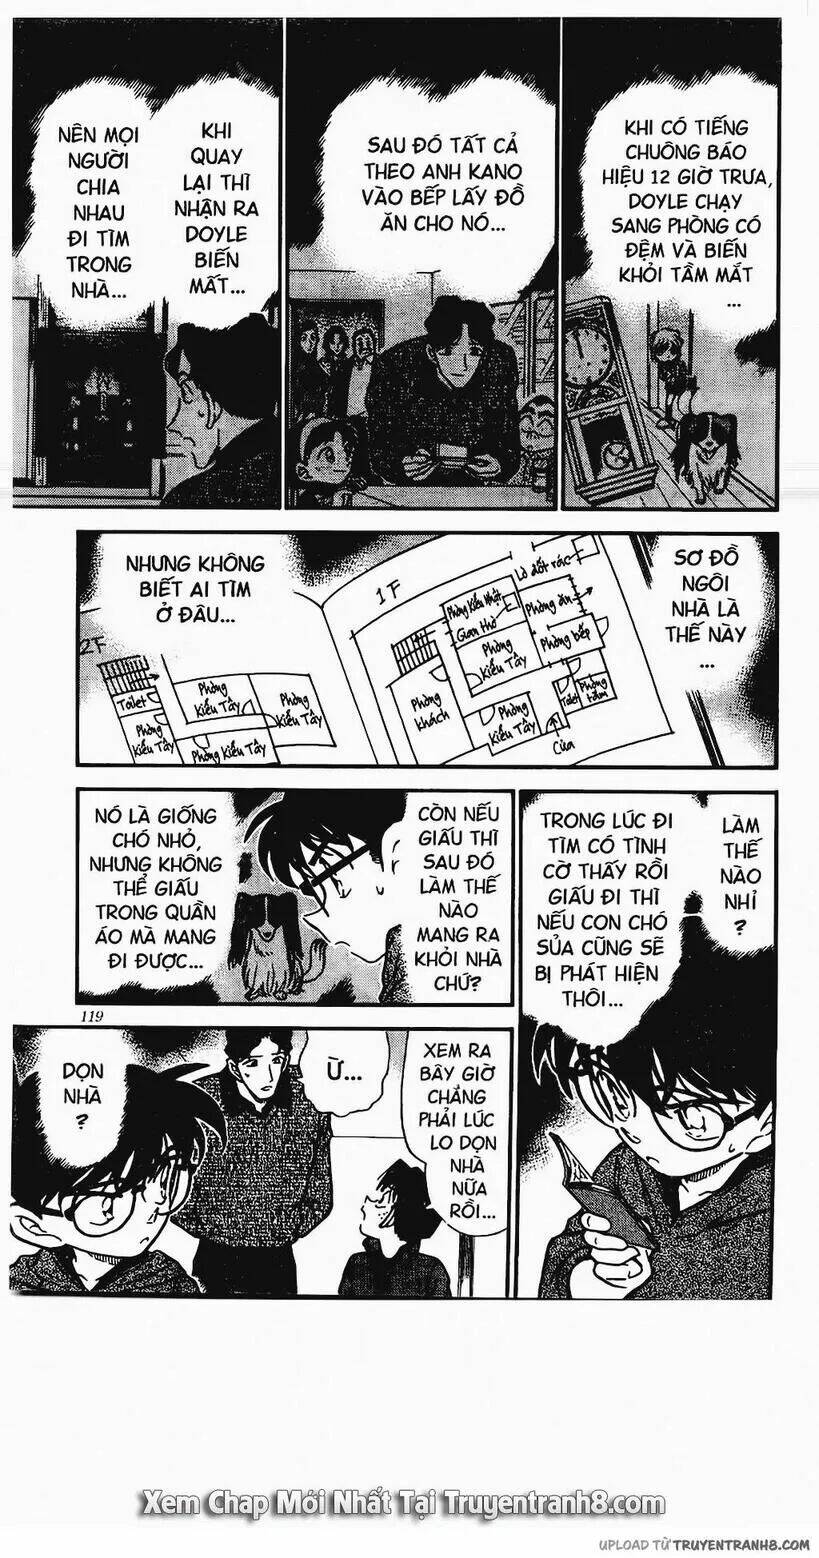 KHI CÓ TIẾNG
CHUÔNG BÁO
HIỆU 12 GIỜ TRƯA,
DOYLE CHẠY
SANG PHÒNG CÓ
ĐỆM VÀ BIẾN
KHỎI TẦM MẮT
...
SAU ĐÓ TẤT CẢ
THEO ANH KANO
VÀO BẾP LẤY ĐỒ
ĂN CHO NÓ...
KHI
QUAY
LẠI THÌ
NHẬN RA
DOYLE
BIẾN
MẤT...
NÊN MỌI
NGƯỜI
CHIA
NHAU
ĐI TÌM
TRONG
NHÀ...
SƠ ĐỒ
NGÔI
NHÀ LÀ
THẾ NÀY
...
NHƯNG KHÔNG
BIẾT AI TÌM
Ở ĐÂU...
1F
Lò đốt rác
Phòng Kiểu Nhật
Gian thờ
Phòng ăn
Phòng
Kiểu Tây
Phòng bếp
Phòng
khách
Phòng
Kiểu Tây
Toilet
Phòng
tắm
Cửa
2F
Toilet
Phòng
Kiểu Tây
Phòng
Kiểu Tây
Phòng
Kiểu Tây
Phòng Kiểu Tây
LÀM
THẾ
NÀO
NHỈ
?
TRONG LÚC ĐI
TÌM CÓ TÌNH
CỜ THẤY RỒI
GIẤU ĐI THÌ
NẾU CON CHÓ
SỦA CŨNG SẼ
BỊ PHÁT HIỆN
THÔI...
CÒN NẾU
GIẤU THÌ
SAU ĐÓ
LÀM THẾ
NÀO
MANG RA
KHỎI NHÀ
CHỨ?
NÓ LÀ GIỐNG
CHÓ NHỎ,
NHƯNG KHÔNG
THỂ GIẤU
TRONG QUẦN
ÁO MÀ MANG
ĐI ĐƯỢC...
119
XEM RA
BÂY GIỜ
CHẲNG
PHẢI LÚC
LO DỌN
NHÀ
NỮA
RỒI...
Ừ...
DỌN
NHÀ
?
Xem Chap Mới Nhất Tại Truyentranh8.com
UPLOAD TỪ TRUYENTRANH8.COM